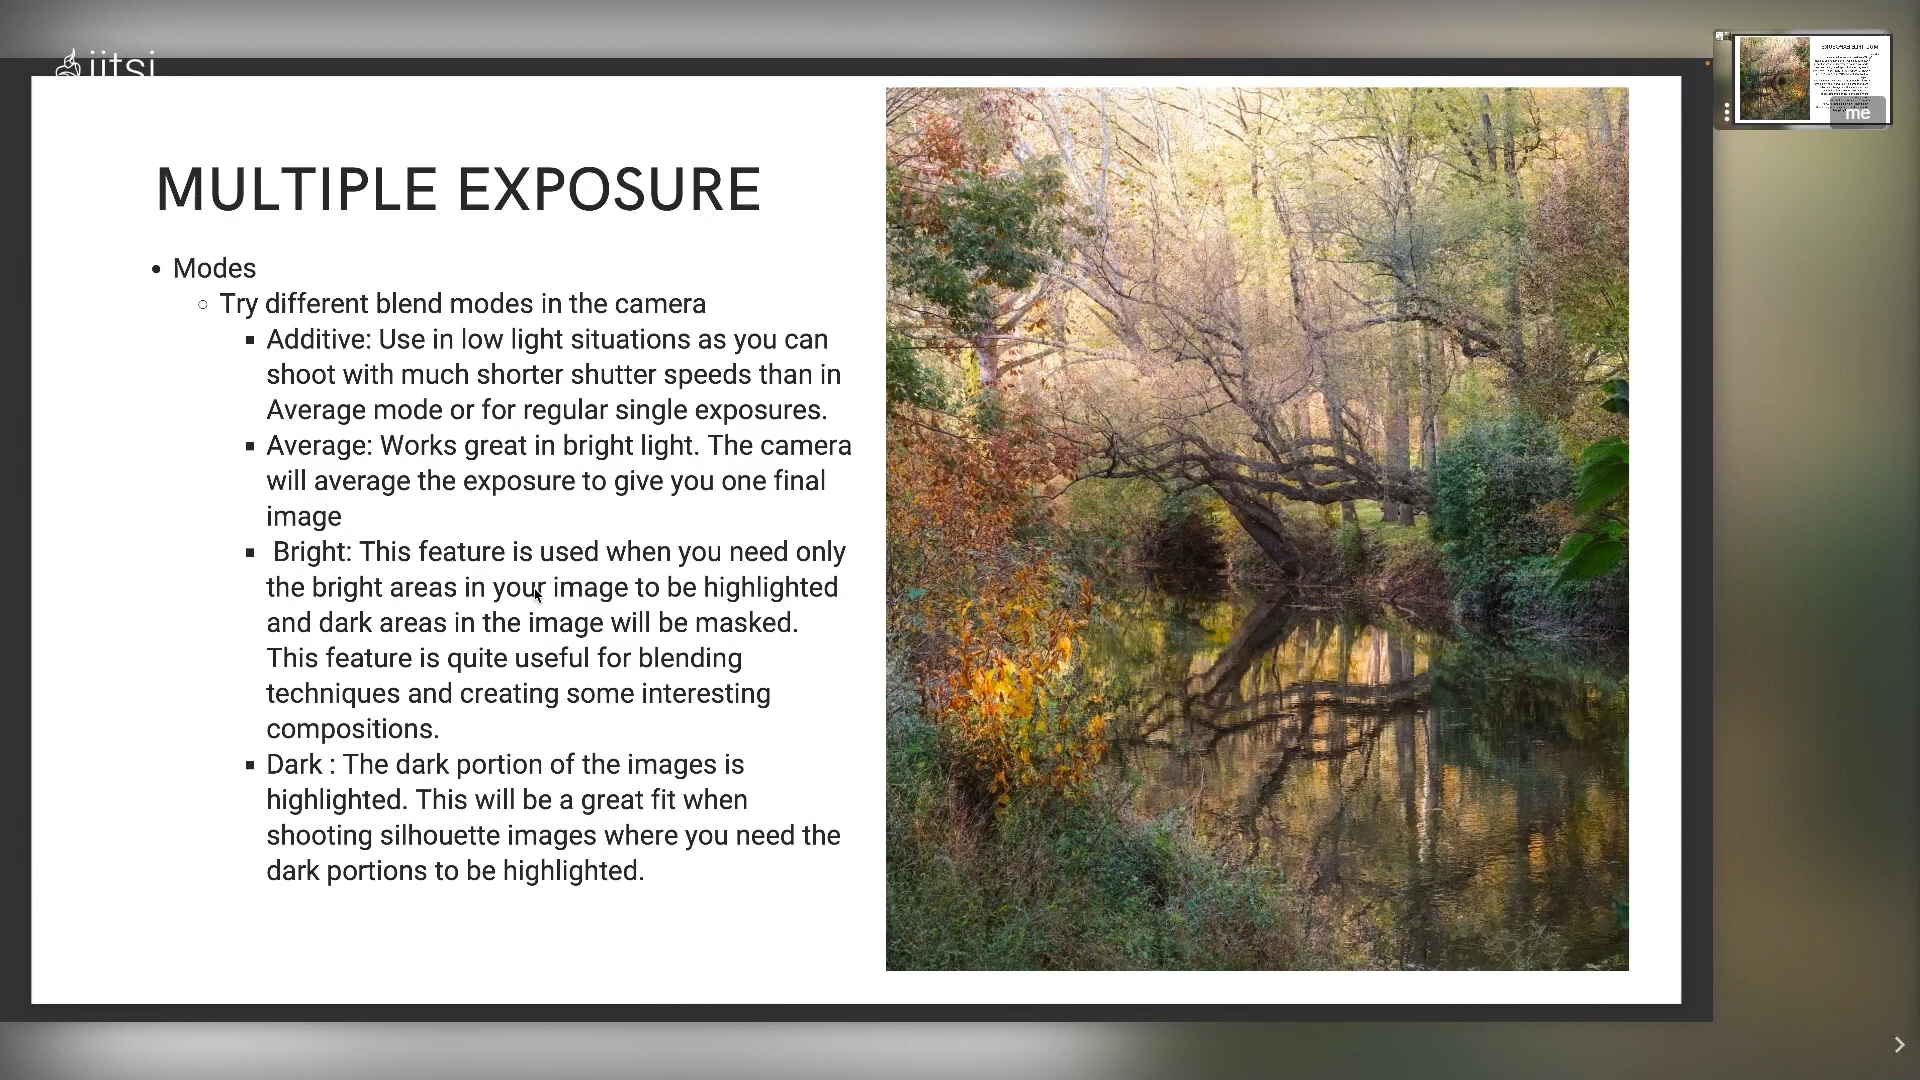 jitsi
MULTIPLE EXPOSURE
• Modes
○ Try different blend modes in the camera
▪ Additive: Use in low light situations as you can
shoot with much shorter shutter speeds than in
Average mode or for regular single exposures.
▪ Average: Works great in bright light. The camera
will average the exposure to give you one final
image
▪ Bright: This feature is used when you need only
the bright areas in your image to be highlighted
and dark areas in the image will be masked.
This feature is quite useful for blending
techniques and creating some interesting
compositions.
▪ Dark : The dark portion of the images is
highlighted. This will be a great fit when
shooting silhouette images where you need the
dark portions to be highlighted.
me